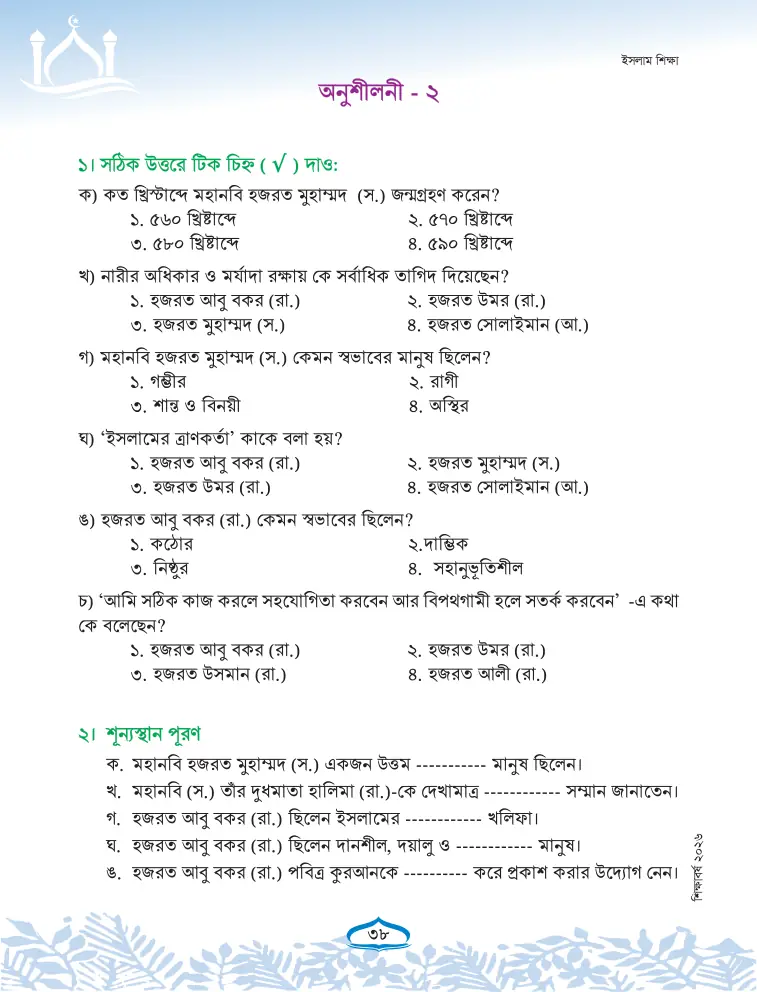 ইসলাম শিক্ষা
অনুশীলনী - ২
১। সঠিক উত্তরে টিক চিহ্ন ( √ ) দাও:
ক) কত খ্রিস্টাব্দে মহানবি হজরত মুহাম্মদ (স.) জন্মগ্রহণ করেন?
১. ৫৬০ খ্রিষ্টাব্দে ২. ৫৭০ খ্রিষ্টাব্দে
৩. ৫৮০ খ্রিষ্টাব্দে ৪. ৫৯০ খ্রিষ্টাব্দে
খ) নারীর অধিকার ও মর্যাদা রক্ষায় কে সর্বাধিক তাগিদ দিয়েছেন?
১. হজরত আবু বকর (রা.) ২. হজরত উমর (রা.)
৩. হজরত মুহাম্মদ (স.) ৪. হজরত সোলাইমান (আ.)
গ) মহানবি হজরত মুহাম্মদ (স.) কেমন স্বভাবের মানুষ ছিলেন?
১. গম্ভীর ২. রাগী
৩. শান্ত ও বিনয়ী ৪. অস্থির
ঘ) ‘ইসলামের ত্রাণকর্তা’ কাকে বলা হয়?
১. হজরত আবু বকর (রা.) ২. হজরত মুহাম্মদ (স.)
৩. হজরত উমর (রা.) ৪. হজরত সোলাইমান (আ.)
ঙ) হজরত আবু বকর (রা.) কেমন স্বভাবের ছিলেন?
১. কঠোর ২.দাম্ভিক
৩. নিষ্ঠুর ৪. সহানুভূতিশীল
চ) ‘আমি সঠিক কাজ করলে সহযোগিতা করবেন আর বিপথগামী হলে সতর্ক করবেন’ -এ কথা
কে বলেছেন?
১. হজরত আবু বকর (রা.) ২. হজরত উমর (রা.)
৩. হজরত উসমান (রা.) ৪. হজরত আলী (রা.)
২। শূন্যস্থান পূরণ
ক. মহানবি হজরত মুহাম্মদ (স.) একজন উত্তম ----------- মানুষ ছিলেন।
খ. মহানবি (স.) তাঁর দুধমাতা হালিমা (রা.)-কে দেখামাত্র ------------ সম্মান জানাতেন।
গ. হজরত আবু বকর (রা.) ছিলেন ইসলামের ------------ খলিফা।
ঘ. হজরত আবু বকর (রা.) ছিলেন দানশীল, দয়ালু ও ------------ মানুষ।
ঙ. হজরত আবু বকর (রা.) পবিত্র কুরআনকে ---------- করে প্রকাশ করার উদ্যোগ নেন।
শিক্ষাবর্ষ ২০২৬
৩৮